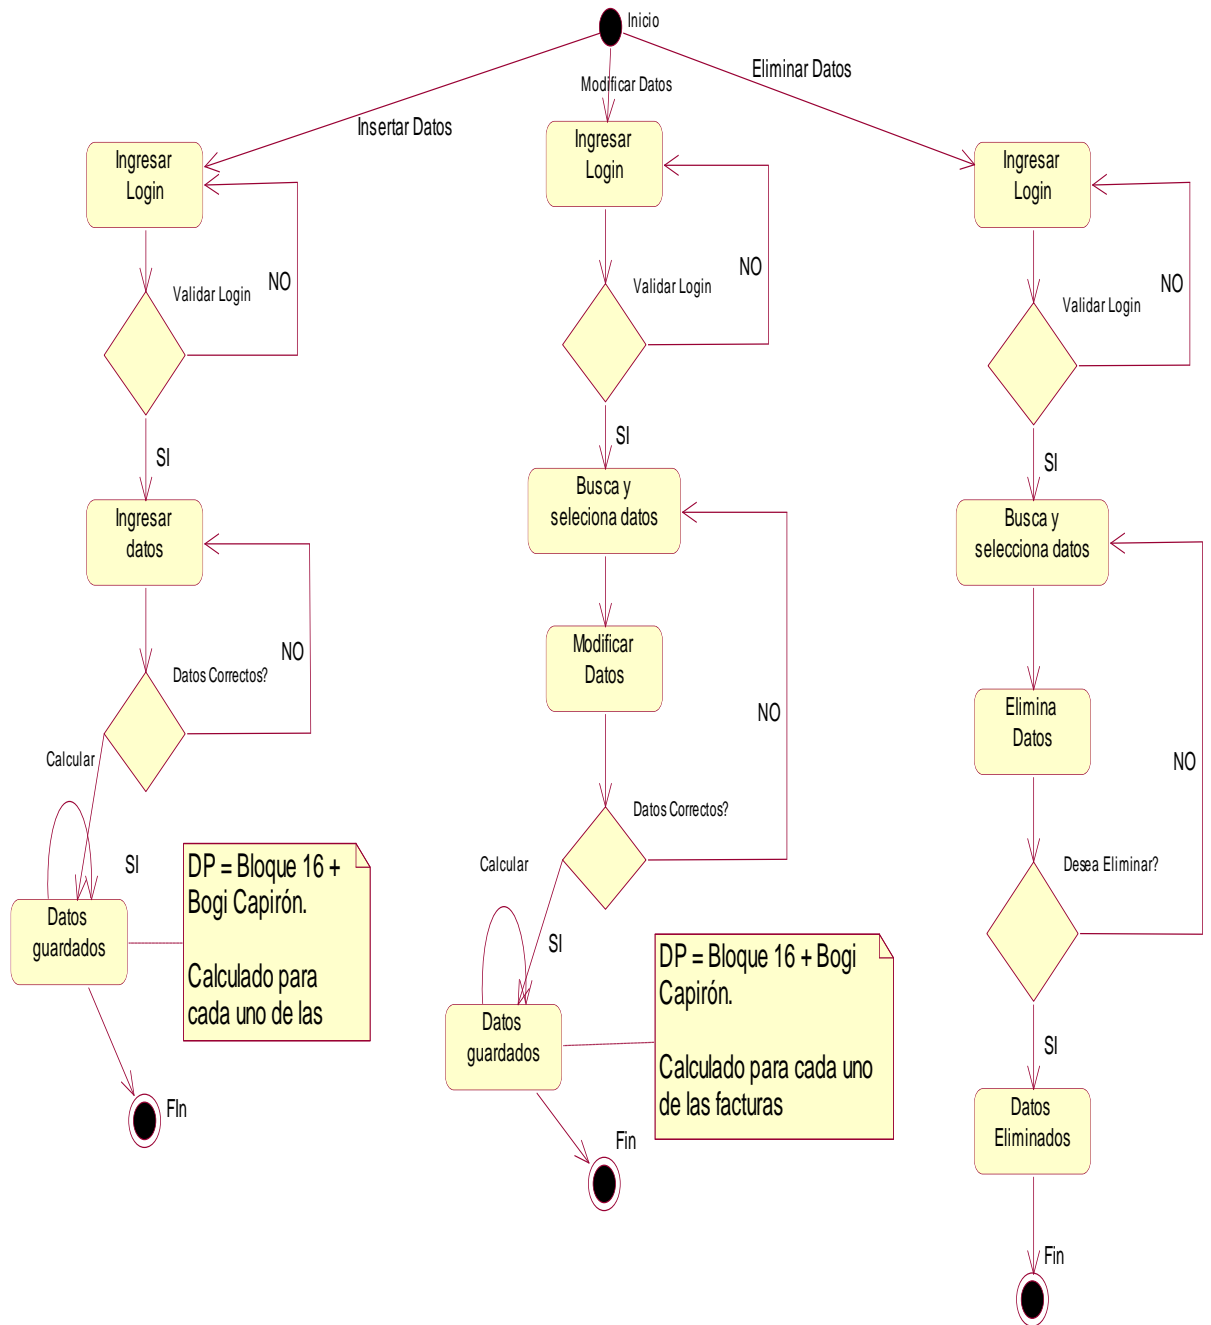 Inicio
Insertar Datos
Modificar Datos
Eliminar Datos
Ingresar
Login
Validar Login
NO
SI
Ingresar
datos
Datos Correctos?
NO
Calcular
SI
Datos
guardados
DP = Bloque 16 +
Bogi Capirón.
Calculado para
cada uno de las
FIn
Ingresar
Login
Validar Login
NO
SI
Busca y
seleciona datos
Modificar
Datos
NO
Datos Correctos?
Calcular
SI
Datos
guardados
DP = Bloque 16 + Bogi
Capirón.
Calculado para cada uno
de las facturas
Fin
Ingresar
Login
Validar Login
NO
SI
Busca y
selecciona datos
Elimina
Datos
NO
Desea Eliminar?
SI
Datos
Eliminados
Fin